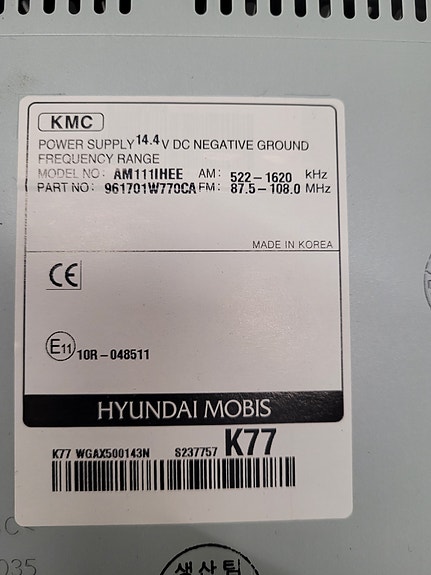 KMC
POWER SUPPLY 14.4 V DC NEGATIVE GROUND
FREQUENCY RANGE
MODEL NO: AM111IHEE AM: 522-1620 KHz
PART NO: 961701W770CA FM: 87.5-108.0 MHz
MADE IN KOREA
CE
E11 10R-048511
HYUNDAI MOBIS
K77 WGAX500143N S237757 K77
035
생산팀